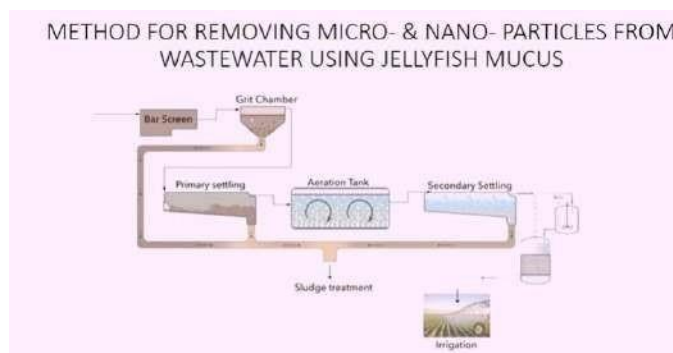 METHOD FOR REMOVING MICRO- & NANO- PARTICLES FROM
WASTEWATER USING JELLYFISH MUCUS
Grit Chamber
Bar Screen
Primary settling
Aeration Tank
Secondary Settling
Sludge treatment
Irrigation